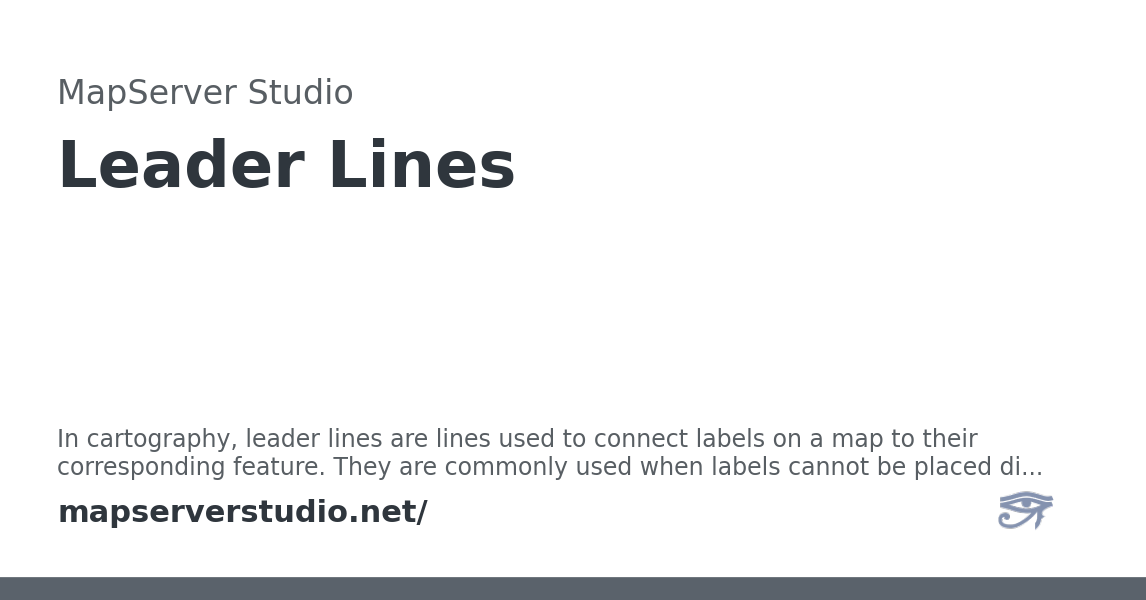 MapServer Studio
Leader Lines
In cartography, leader lines are lines used to connect labels on a map to their
corresponding feature. They are commonly used when labels cannot be placed di...
mapserverstudio.net/